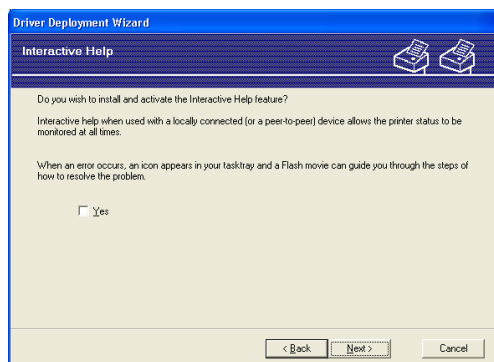 Driver Deployment Wizard
Interactive Help
Do you wish to install and activate the Interactive Help feature?
Interactive help when used with a locally connected (or a peer-to-peer) device allows the printer status to be
monitored at all times.
When an error occurs, an icon appears in your tasktray and a Flash movie can guide you through the steps of
how to resolve the problem.
Yes
< Back Next > Cancel